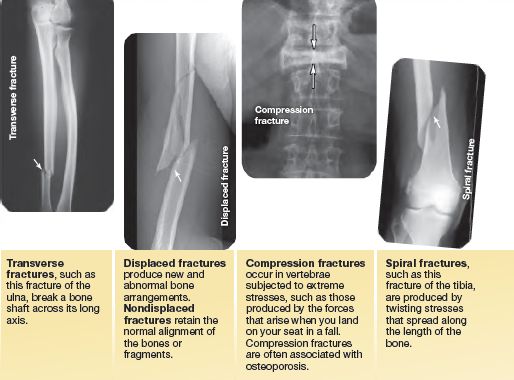 Transverse fracture
Displaced fracture
Compression
fracture
Spiral fracture
Transverse
fractures, such as
this fracture of the
ulna, break a bone
shaft across its long
axis.
Displaced fractures
produce new and
abnormal bone
arrangements.
Nondisplaced
fractures retain the
normal alignment of
the bones or
fragments.
Compression fractures
occur in vertebrae
subjected to extreme
stresses, such as those
produced by the forces
that arise when you land
on your seat in a fall.
Compression fractures
are often associated with
osteoporosis.
Spiral fractures,
such as this
fracture of the tibia,
are produced by
twisting stresses
that spread along
the length of the
bone.